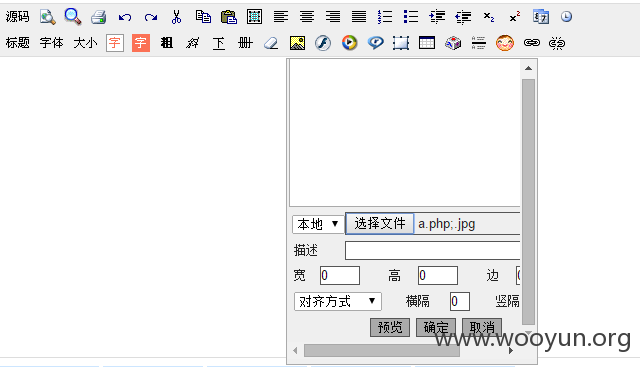 源码
标题 字体 大小 字 字 粗 斜 下 册
本地 选择文件 a.php;.jpg
描述
宽 0 高 0 边
对齐方式 横隔 0 竖隔
预览 确定 取消
www.wooyun.org